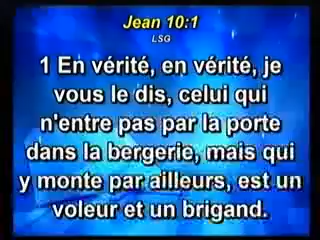 Jean 10:1
LSG
1 En vérité, en vérité, je
vous le dis, celui qui
n'entre pas par la porte
dans la bergerie, mais qui
y monte par ailleurs, est un
voleur et un brigand.